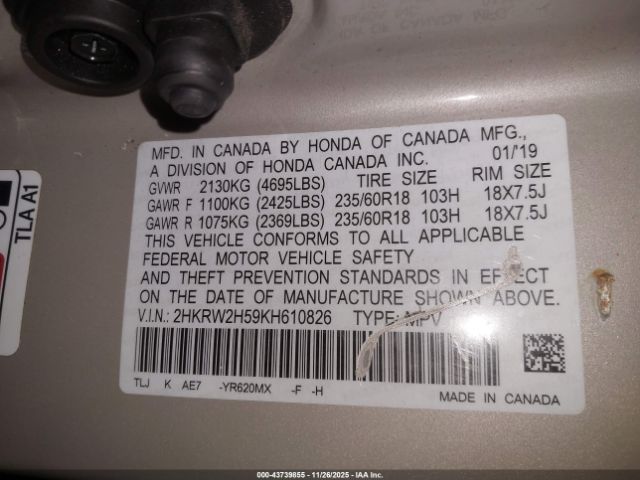 TLA A1
MFD. IN CANADA BY HONDA OF CANADA MFG.,
A DIVISION OF HONDA CANADA INC. 01/'19
GVWR 2130KG (4695LBS) TIRE SIZE RIM SIZE
GAWR F 1100KG (2425LBS) 235/60R18 103H 18X7.5J
GAWR R 1075KG (2369LBS) 235/60R18 103H 18X7.5J
THIS VEHICLE CONFORMS TO ALL APPLICABLE
FEDERAL MOTOR VEHICLE SAFETY
AND THEFT PREVENTION STANDARDS IN EFFECT
ON THE DATE OF MANUFACTURE SHOWN ABOVE.
V.I.N.: 2HKRW2H59KH610826 TYPE: MPV
TLJ K AE7 -YR620MX -F -H
MADE IN CANADA
000-43739855 - 11/26/2025 - IAA Inc.